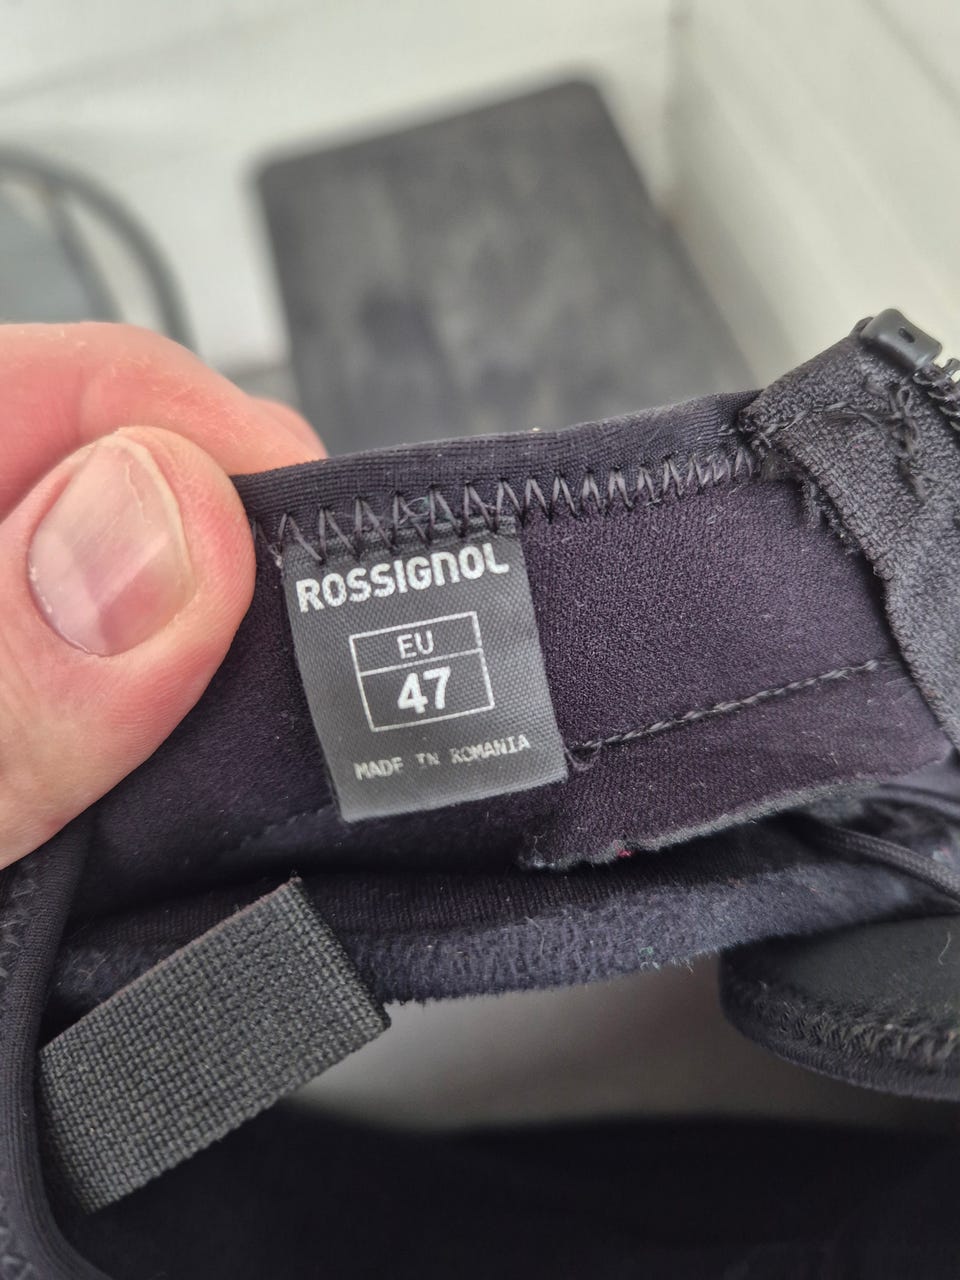 ROSSIGNOL
EU
47
MADE IN ROMANIA